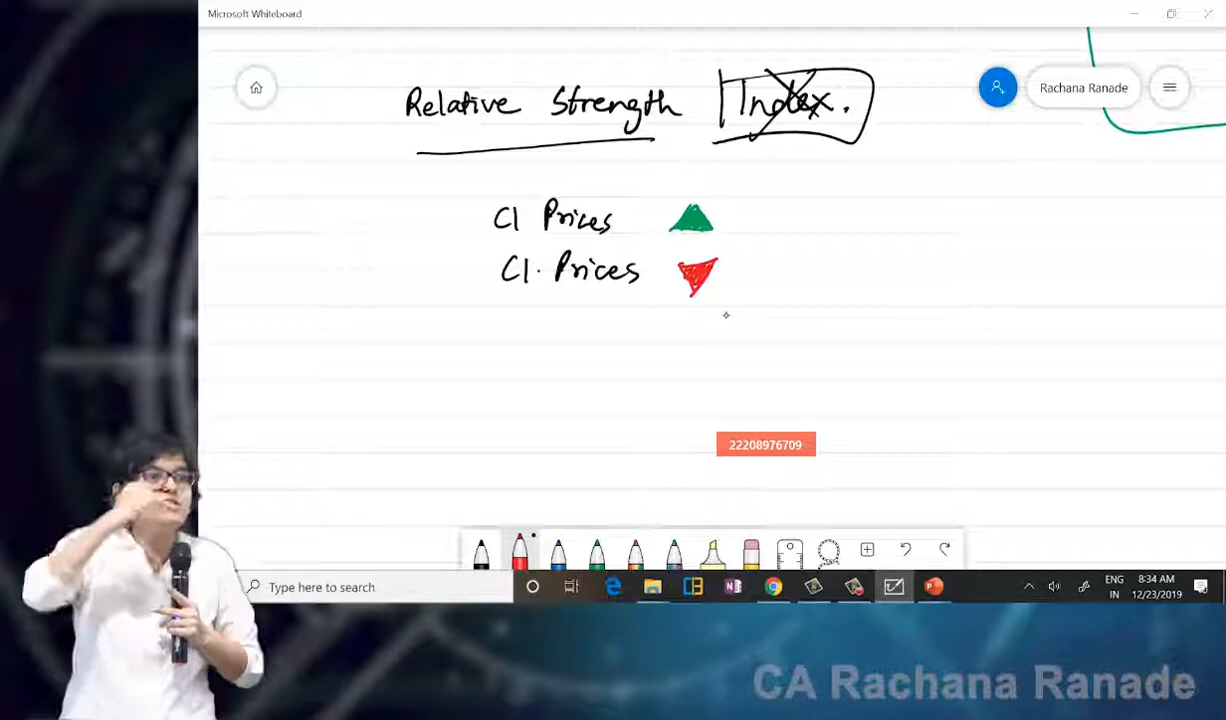 Microsoft Whiteboard
Relative Strength Index.
Rachana Ranade
Cl Prices
Cl. Prices
22208976709
Type here to search
ENG
IN
8:34 AM
12/23/2019
CA Rachana Ranade